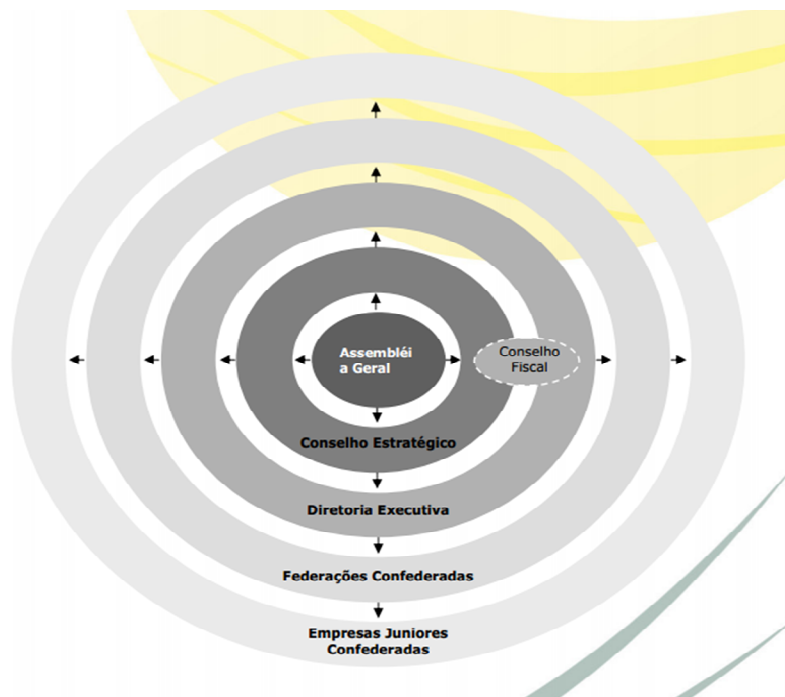 Assembléi
a Geral
Conselho
Fiscal
Conselho Estratégico
Diretoria Executiva
Federações Confederadas
Empresas Juniores
Confederadas